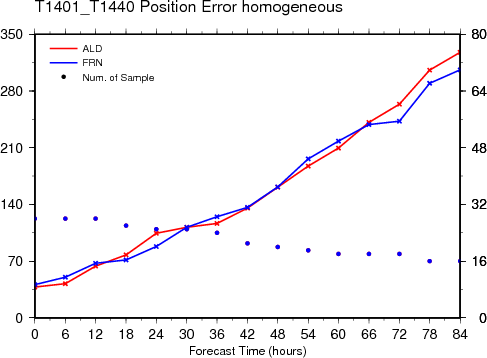 T1401_T1440 Position Error homogeneous
350 80
ALD
FRN
Num. of Sample
280 64
210 48
140 32
70 16
0 0
0 6 12 18 24 30 36 42 48 54 60 66 72 78 84
Forecast Time (hours)